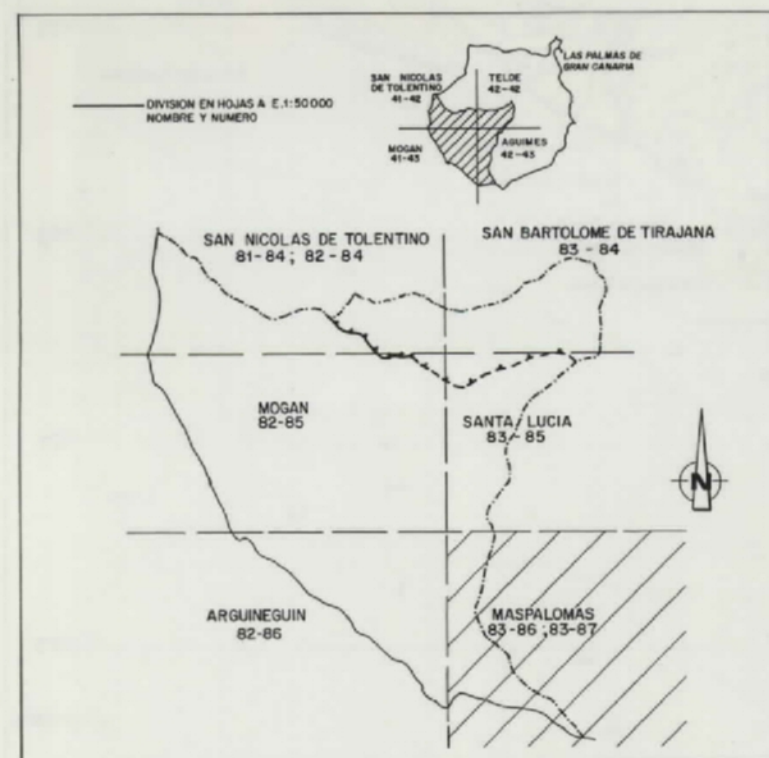 LAS PALMAS DE
GRAN CANARIA
SAN NICOLAS
DE TOLENTINO
41-42
TELDE
42-42
DIVISION EN HOJAS A E.1:50000
NOMBRE Y NUMERO
MOGAN
41-43
AGUIMES
42-43
SAN NICOLAS DE TOLENTINO
81-84; 82-84
SAN BARTOLOME DE TIRAJANA
83-84
MOGAN
82-85
SANTA LUCIA
83-85
N
ARGUINEGUIN
82-86
MASPALOMAS
83-86; 83-87